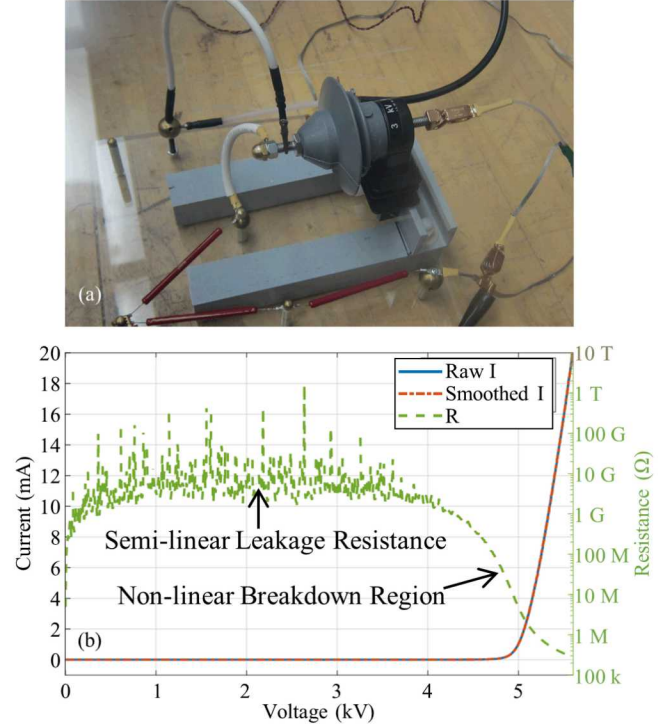 3 KV
(a)
20
18
16
14
12
10
8
6
4
2
0
Current (mA)
Raw I
Smoothed I
R
10 T
1 T
100 G
10 G
1 G
100 M
10 M
1 M
100 k
Resistance (Ω)
Semi-linear Leakage Resistance
Non-linear Breakdown Region
(b)
0 1 2 3 4 5
Voltage (kV)